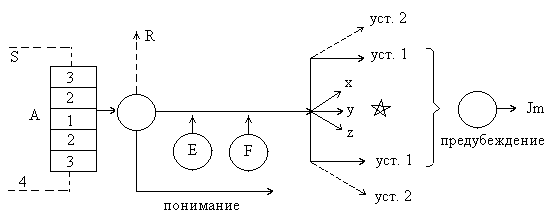 уст. 2
R
уст. 1
S
3
x
2
A
1
y
Jm
2
z
предубеждение
E
F
3
уст. 1
4
уст. 2
понимание